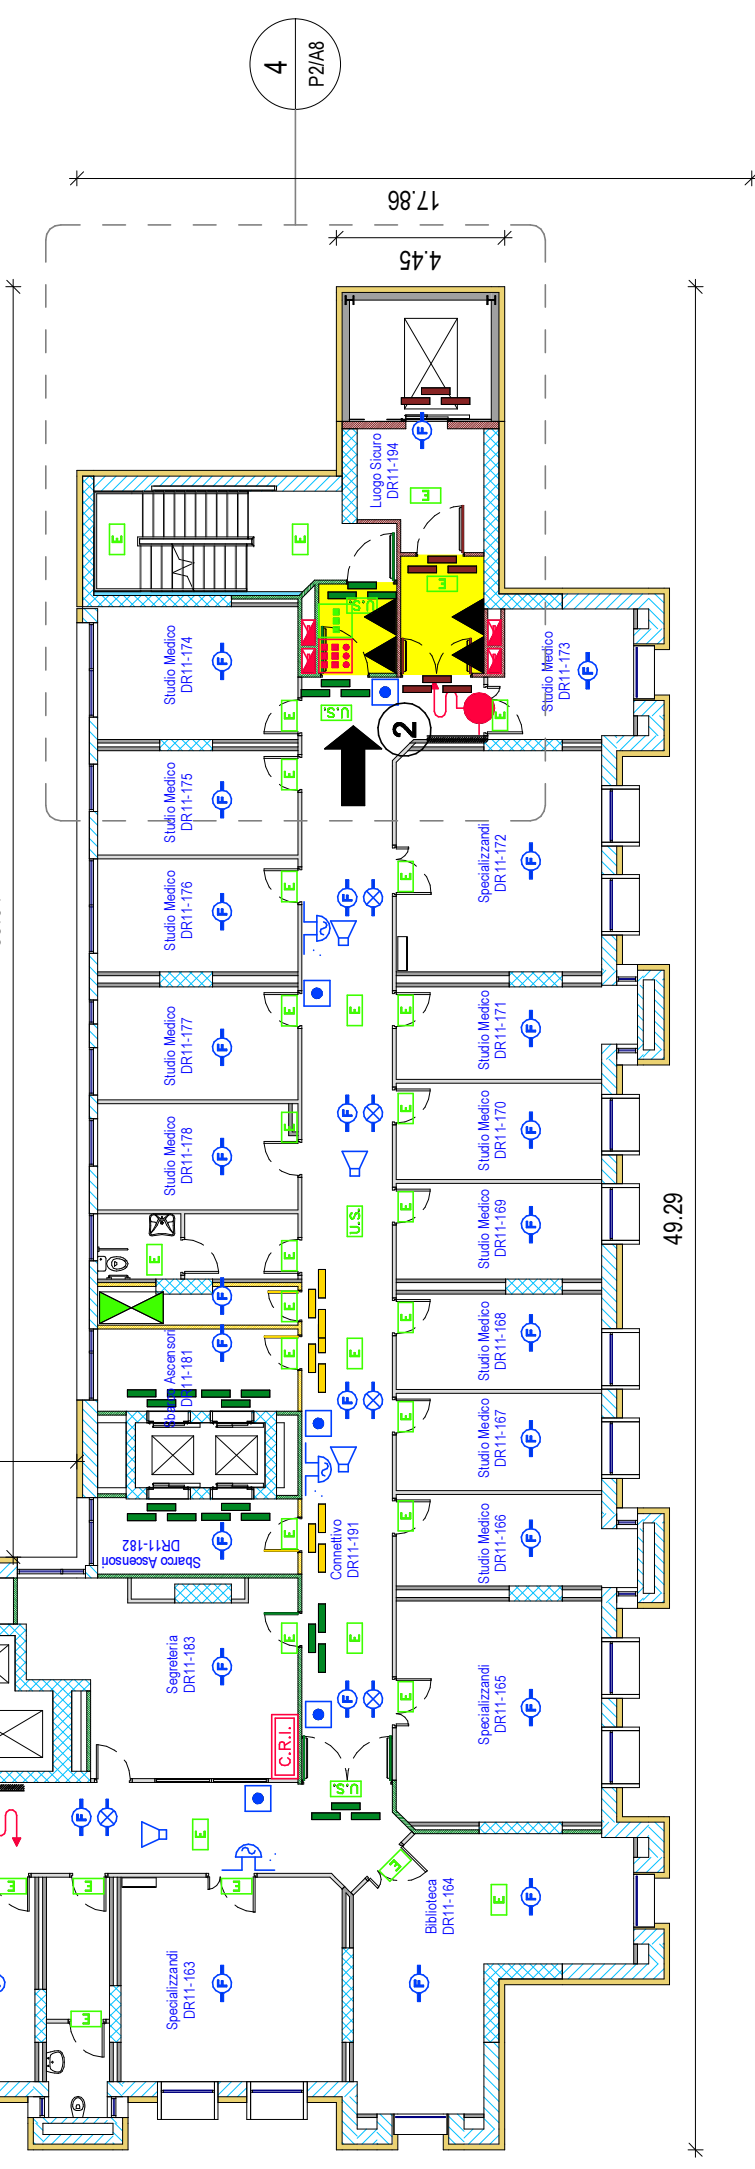 4
P2/A8
17.86
4.45
Luogo Sicuro
DR11-194
E
E
E
F
E
U.S.
Studio Medico
DR11-174
F
Studio Medico
DR11-173
F
E
U.S.
E
2
Studio Medico
DR11-175
F
E
Specializzandi
DR11-172
F
E
Studio Medico
DR11-176
F
E
F
Studio Medico
DR11-177
F
E
E
E
Studio Medico
DR11-171
F
Studio Medico
DR11-178
F
E
F
E
Studio Medico
DR11-170
F
49.29
E
E
U.S.
E
Studio Medico
DR11-169
F
F
E
Sbarco Ascensori
DR11-181
F
E
E
E
Studio Medico
DR11-168
F
F
E
Studio Medico
DR11-167
F
Sbarco Ascensori
DR11-182
F
E
Connettivo
DR11-191
E
Studio Medico
DR11-166
F
Segreteria
DR11-183
F
E
E
F
E
Specializzandi
DR11-165
F
C.R.I.
U.S.
F
E
E
E
E
E
Specializzandi
DR11-163
F
Biblioteca
DR11-164
E
F
F
E